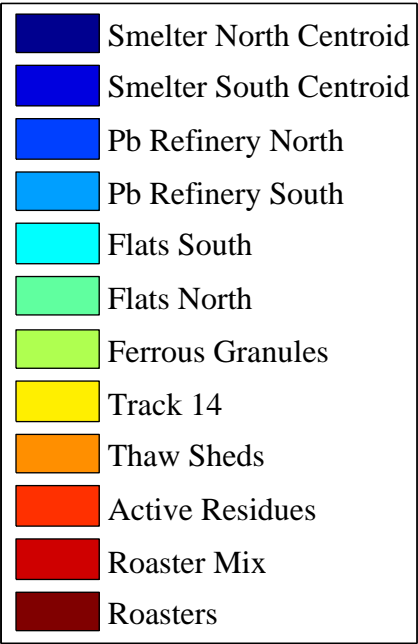 Smelter North Centroid
Smelter South Centroid
Pb Refinery North
Pb Refinery South
Flats South
Flats North
Ferrous Granules
Track 14
Thaw Sheds
Active Residues
Roaster Mix
Roasters